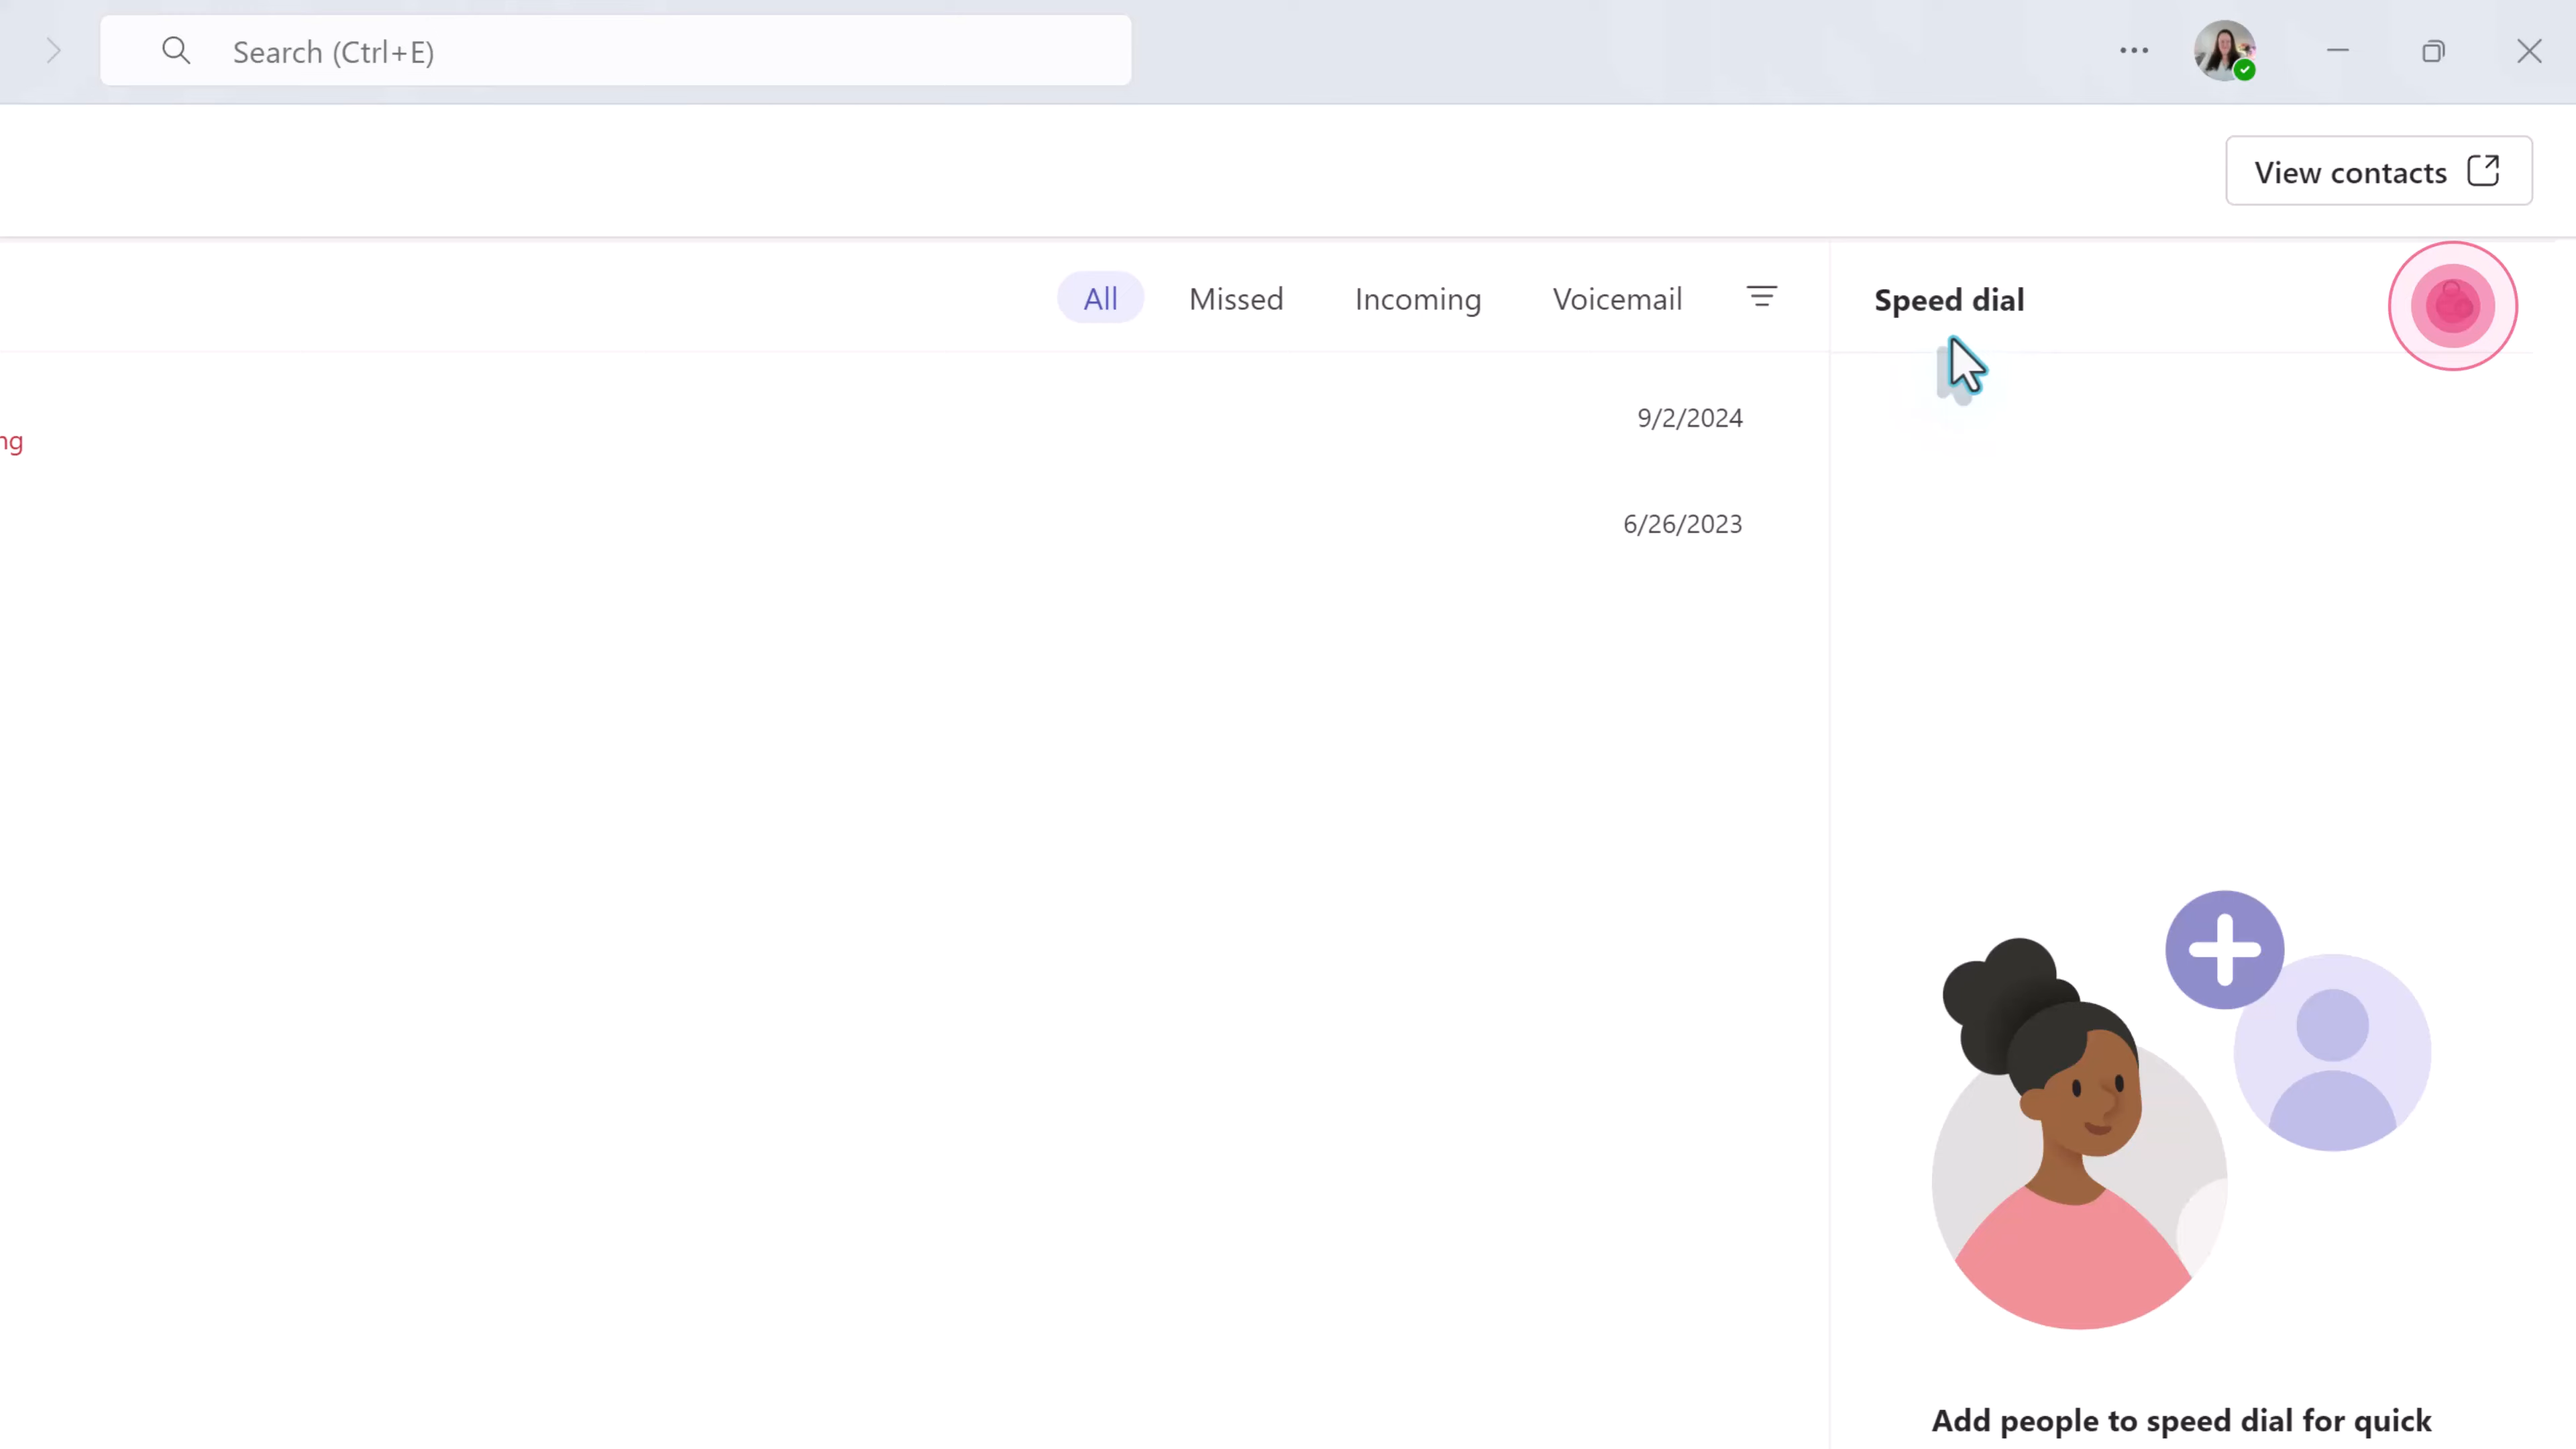 Search (Ctrl+E)
View contacts
All Missed Incoming Voicemail
Speed dial
9/2/2024
ng
6/26/2023
Add people to speed dial for quick